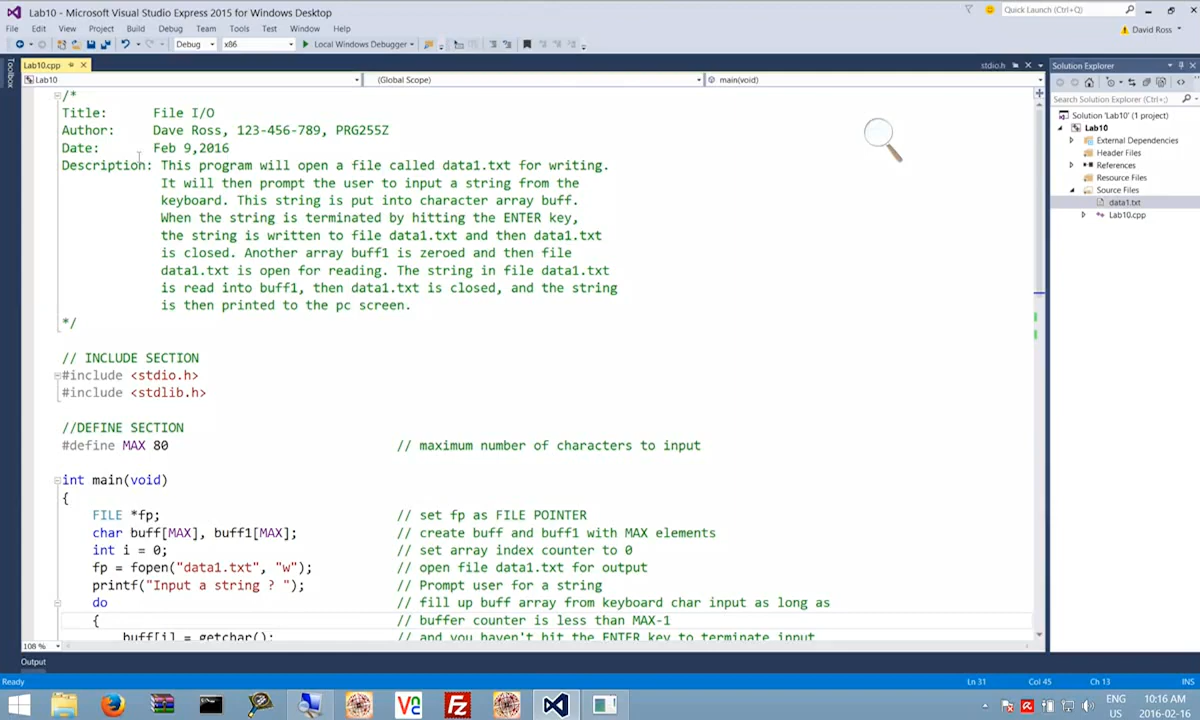 Lab10 - Microsoft Visual Studio Express 2015 for Windows Desktop
Quick Launch (Ctrl+Q)
File Edit View Project Build Debug Team Tools Test Window Help
David Ross
Debug x86 Local Windows Debugger
Toolbox
Lab10.cpp
stdio.h
Lab10 (Global Scope) main(void)
/*
Title: File I/O
Author: Dave Ross, 123-456-789, PRG255Z
Date: Feb 9,2016
Description: This program will open a file called data1.txt for writing.
It will then prompt the user to input a string from the
keyboard. This string is put into character array buff.
When the string is terminated by hitting the ENTER key,
the string is written to file data1.txt and then data1.txt
is closed. Another array buff1 is zeroed and then file
data1.txt is open for reading. The string in file data1.txt
is read into buff1, then data1.txt is closed, and the string
is then printed to the pc screen.
*/
// INCLUDE SECTION
#include <stdio.h>
#include <stdlib.h>
//DEFINE SECTION
#define MAX 80 // maximum number of characters to input
int main(void)
{
FILE *fp; // set fp as FILE POINTER
char buff[MAX], buff1[MAX]; // create buff and buff1 with MAX elements
int i = 0; // set array index counter to 0
fp = fopen("data1.txt", "w"); // open file data1.txt for output
printf("Input a string ? "); // Prompt user for a string
do // fill up buff array from keyboard char input as long as
{ // buffer counter is less than MAX-1
buff[i] = getchar(); // and you haven't hit the ENTER key to terminate input
108 %
Solution Explorer
Search Solution Explorer (Ctrl+;)
Solution 'Lab10' (1 project)
Lab10
External Dependencies
Header Files
References
Resource Files
Source Files
data1.txt
Lab10.cpp
Output
Ready Ln 31 Col 45 Ch 13 INS
ENG
US
10:16 AM
2016-02-16